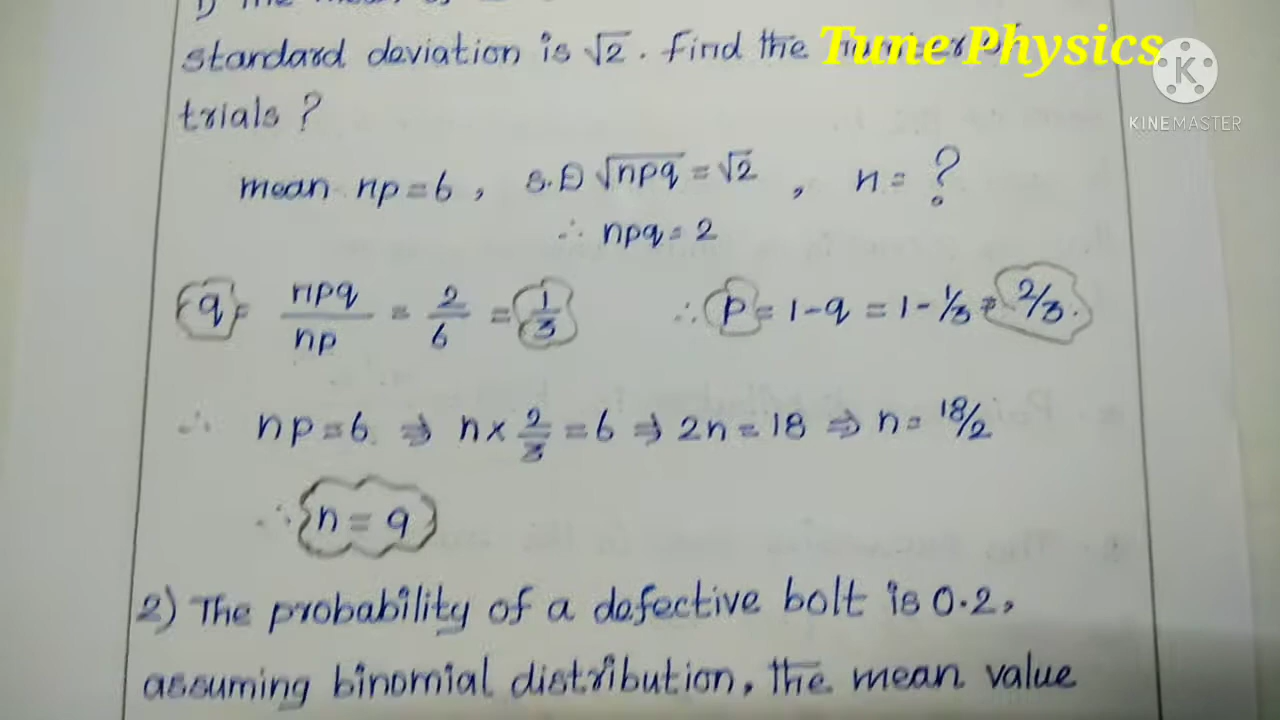 standard deviation is √2. Find the
Tune Physics
K
KINEMASTER
trials ?
mean np = 6, S.D √npq = √2, n = ?
∴ npq = 2
q = npq/np = 2/6 = 1/3 ∴ p = 1-q = 1-1/3 = 2/3.
∴ np = 6 ⇒ n × 2/3 = 6 ⇒ 2n = 18 ⇒ n = 18/2
∴ n = 9
2) The probability of a defective bolt is 0.2,
assuming binomial distribution, the mean value